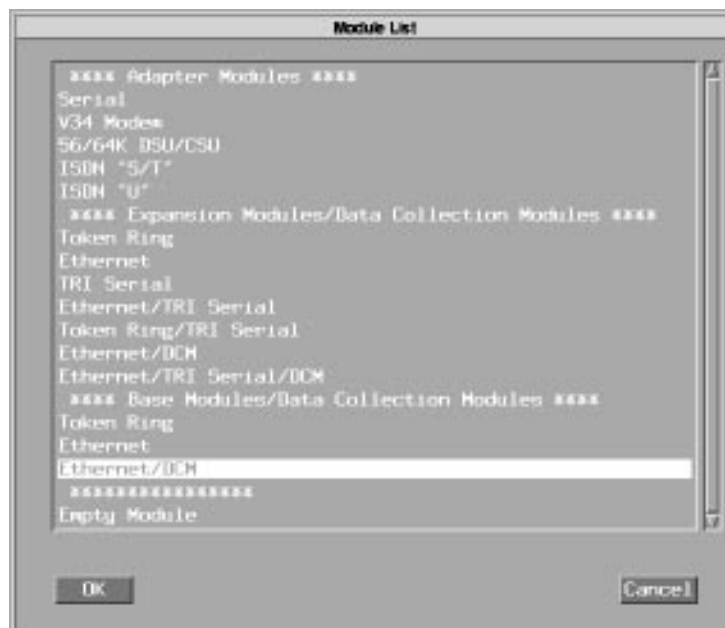 Module List
**** Adapter Modules ****
Serial
V34 Modem
56/64K DSU/CSU
ISDN "S/T"
ISDN "U"
**** Expansion Modules/Data Collection Modules ****
Token Ring
Ethernet
TRI Serial
Ethernet/TRI Serial
Token Ring/TRI Serial
Ethernet/DCM
Ethernet/TRI Serial/DCM
**** Base Modules/Data Collection Modules ****
Token Ring
Ethernet
Ethernet/DCM
****************
Empty Module
OK Cancel